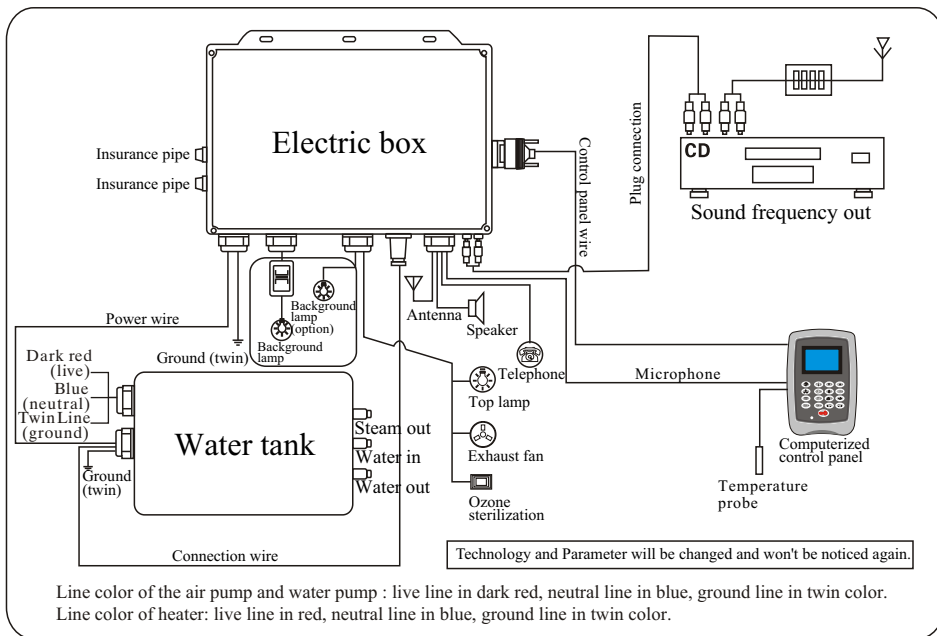 Electric box
Insurance pipe
Insurance pipe
Control panel wire
Plug connection
CD
Sound frequency out
Power wire
Ground (twin)
Background
lamp
(option)
Background
lamp
Antenna
Speaker
Telephone
Microphone
Top lamp
Exhaust fan
Ozone
sterilization
Computerized
control panel
Temperature
probe
Dark red
(live)
Blue
(neutral)
Twin Line
(ground)
Ground
(twin)
Water tank
Steam out
Water in
Water out
Connection wire
Technology and Parameter will be changed and won't be noticed again.
Line color of the air pump and water pump : live line in dark red, neutral line in blue, ground line in twin color.
Line color of heater: live line in red, neutral line in blue, ground line in twin color.